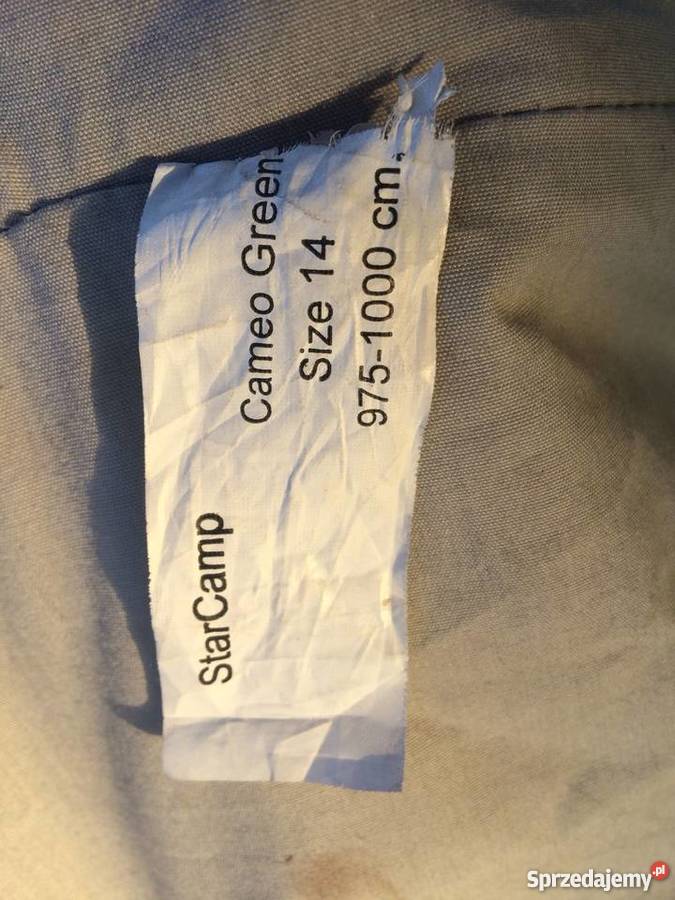 StarCamp
Cameo Green
Size 14
975-1000 cm.
Sprzedajemy.pl